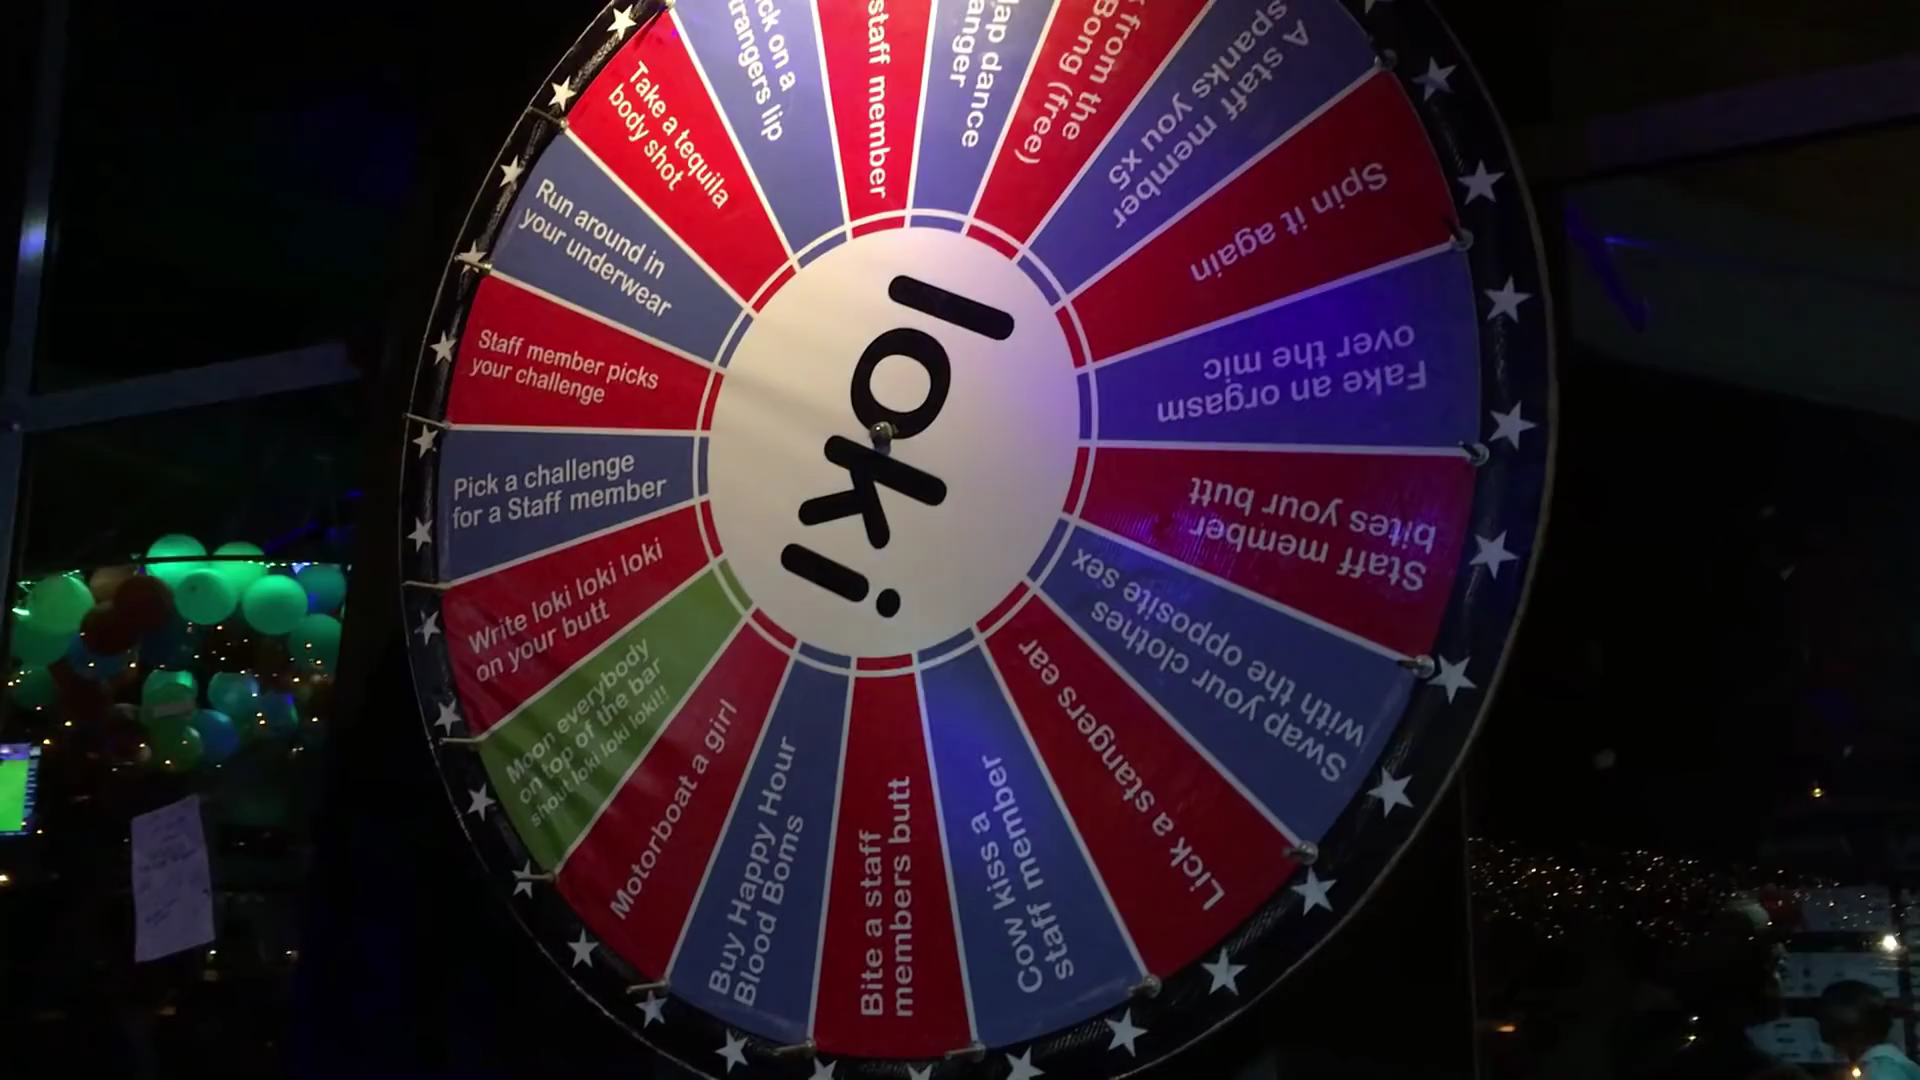 ck on a
trangers lip
staff member
lap dance
anger
from the
Bong (free)
A staff member
spanks you x5
Spin it again
Fake an orgasm
over the mic
Staff member
bites your butt
Swap your clothes
with the opposite sex
Lick a stangers ear
Cow kiss a
staff member
Bite a staff
members butt
Buy Happy Hour
Blood Boms
Motorboat a girl
Moon everybody
on top of the bar
shout loki loki loki!!
Write loki loki loki
on your butt
Pick a challenge
for a Staff member
Staff member picks
your challenge
Run around in
your underwear
Take a tequila
body shot
loki